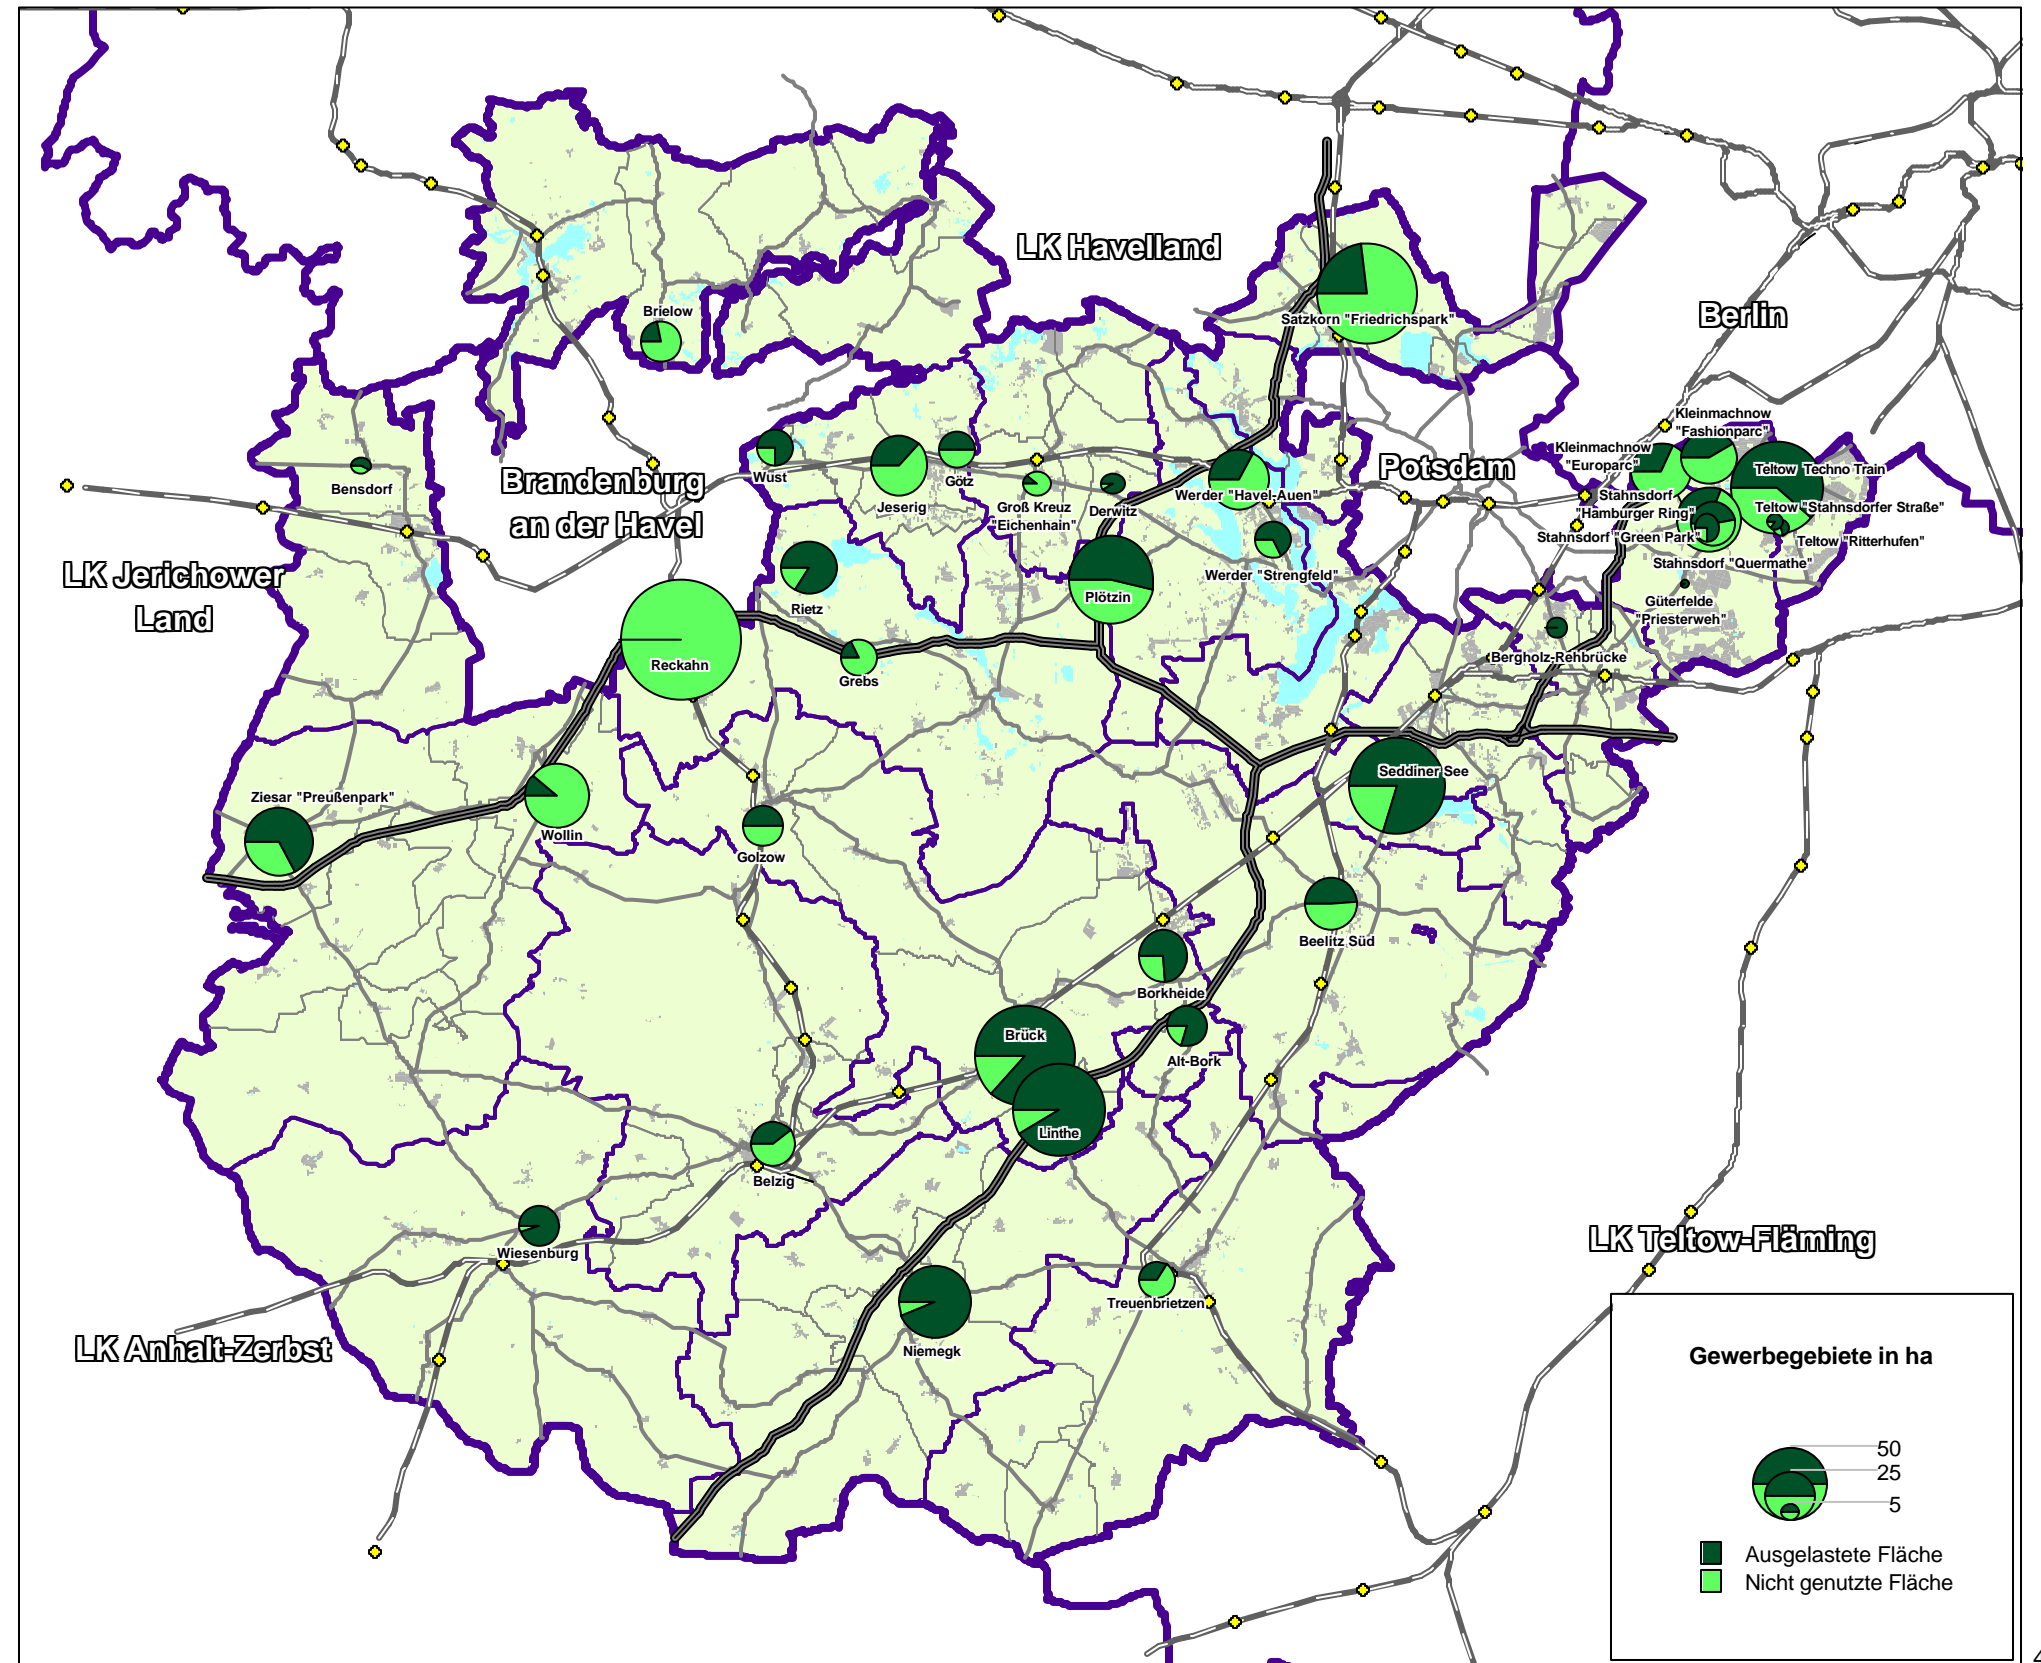 LK Havelland
Berlin
Brielow
Satzkorn "Friedrichspark"
Kleinmachnow
"Fashionparc"
Kleinmachnow
"Europarc"
Teltow Techno Train
Stahnsdorf
"Hamburger Ring"
Teltow "Stahnsdorfer Straße"
Stahnsdorf "Green Park"
Teltow "Ritterhufen"
Stahnsdorf "Quermathe"
Güterfelde
"Priesterweh"
Potsdam
Bensdorf
Brandenburg
an der Havel
Wust
Jeserig
Götz
Groß Kreuz
"Eichenhain"
Derwitz
Werder "Havel-Auen"
Werder "Strengfeld"
LK Jerichower
Land
Rietz
Plötzin
Reckahn
Grebs
Bergholz-Rehbrücke
Seddiner See
Ziesar "Preußenpark"
Wollin
Golzow
Beelitz Süd
Borkheide
Brück
Alt-Bork
Linthe
Belzig
Wiesenburg
LK Teltow-Fläming
Treuenbrietzen
Niemegk
LK Anhalt-Zerbst
Gewerbegebiete in ha
50
25
5
Ausgelastete Fläche
Nicht genutzte Fläche